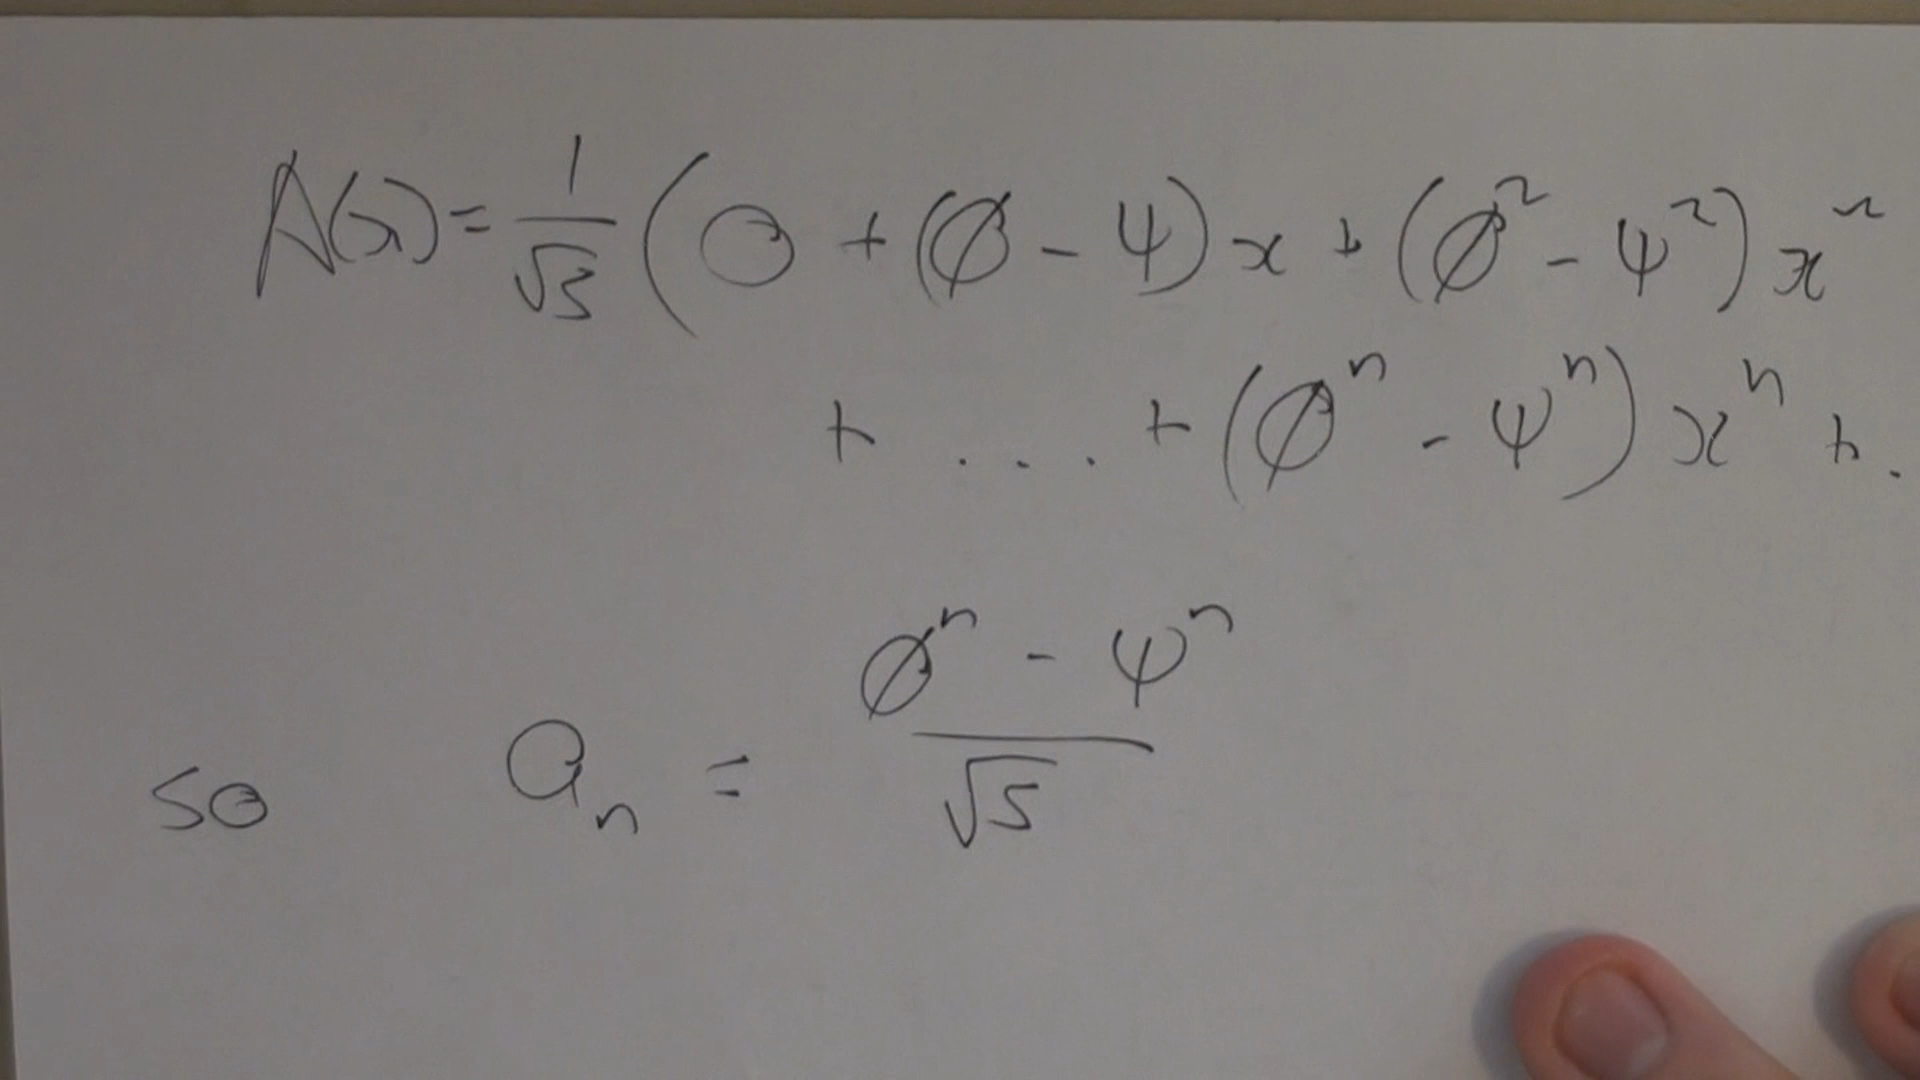 A(x) = 1/√5 (0 + (φ - ψ)x + (φ² - ψ²)x²
+ ... + (φⁿ - ψⁿ)xⁿ + .
so aₙ = (φⁿ - ψⁿ)/√5